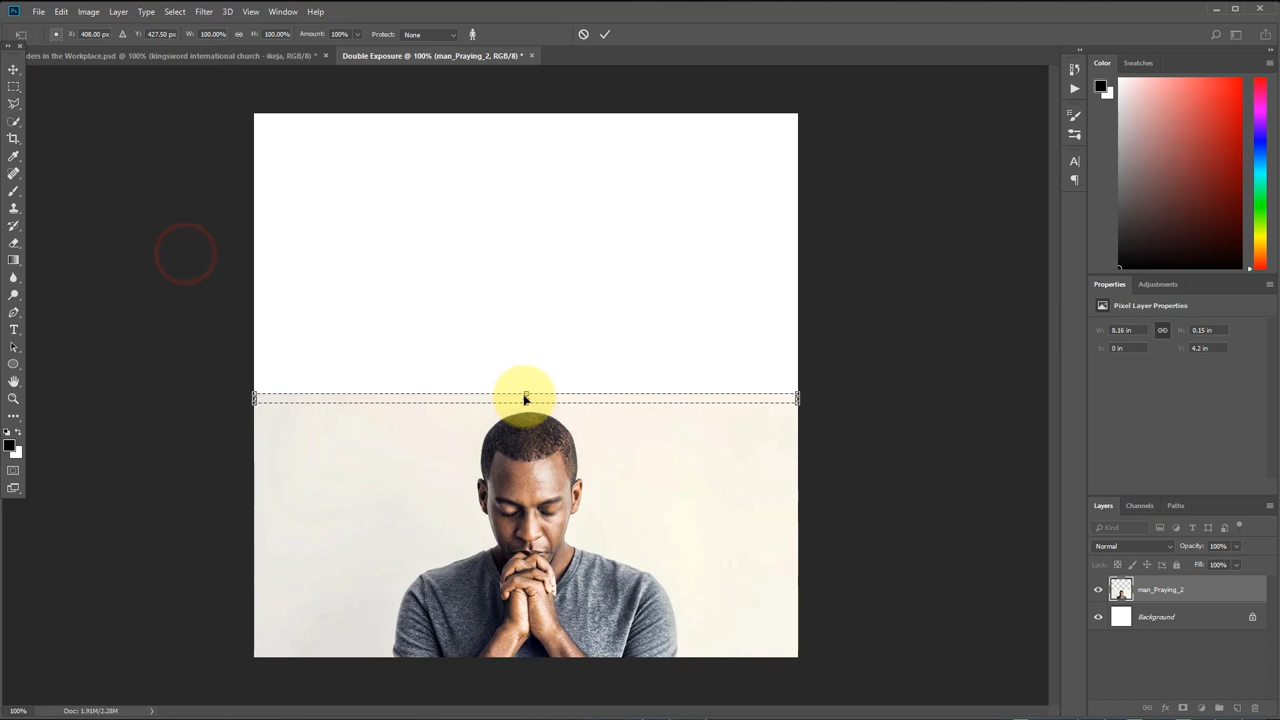 Ps File Edit Image Layer Type Select Filter 3D View Window Help
X: 408.00 px Y: 427.50 px W: 100.00% H: 100.00% Amount: 100% Protect: None
ders in the Workplace.psd @ 100% (kingsword international church - ikeja, RGB/8) * × Double Exposure @ 100% (man_Praying_2, RGB/8) * ×
Color Swatches
Properties Adjustments
Pixel Layer Properties
W: 8.16 in H: 0.15 in
X: 0 in Y: 4.2 in
Layers Channels Paths
Kind
Normal Opacity: 100%
Lock: Fill: 100%
man_Praying_2
Background
100% Doc: 1.91M/2.28M